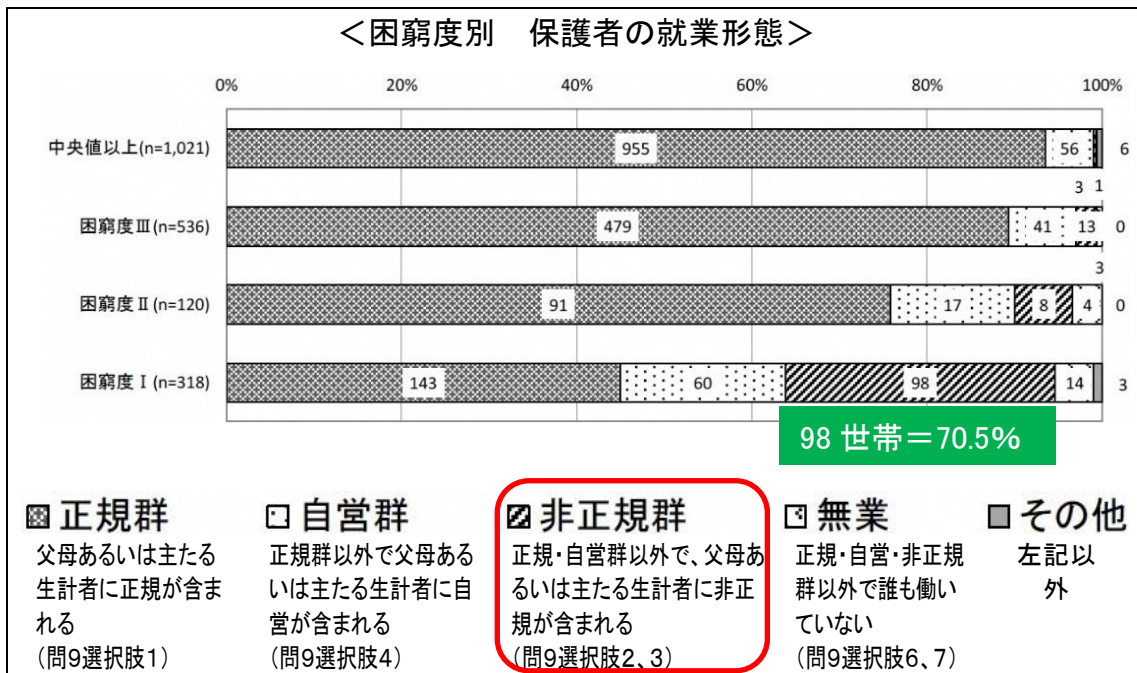 ＜困窮度別　保護者の就業形態＞
0% 20% 40% 60% 80% 100%
中央値以上(n=1,021) 955 56 6
3 1
困窮度Ⅲ(n=536) 479 41 13 0
3
困窮度Ⅱ(n=120) 91 17 8 4 0
困窮度Ⅰ(n=318) 143 60 98 14 3
98 世帯＝70.5％
正規群
父母あるいは主たる
生計者に正規が含ま
れる
(問9選択肢1)
自営群
正規群以外で父母ある
いは主たる生計者に自
営が含まれる
(問9選択肢4)
非正規群
正規・自営群以外で、父母あ
るいは主たる生計者に非正
規が含まれる
(問9選択肢2、3)
無業
正規・自営・非正規
群以外で誰も働い
ていない
(問9選択肢6、7)
その他
左記以
外